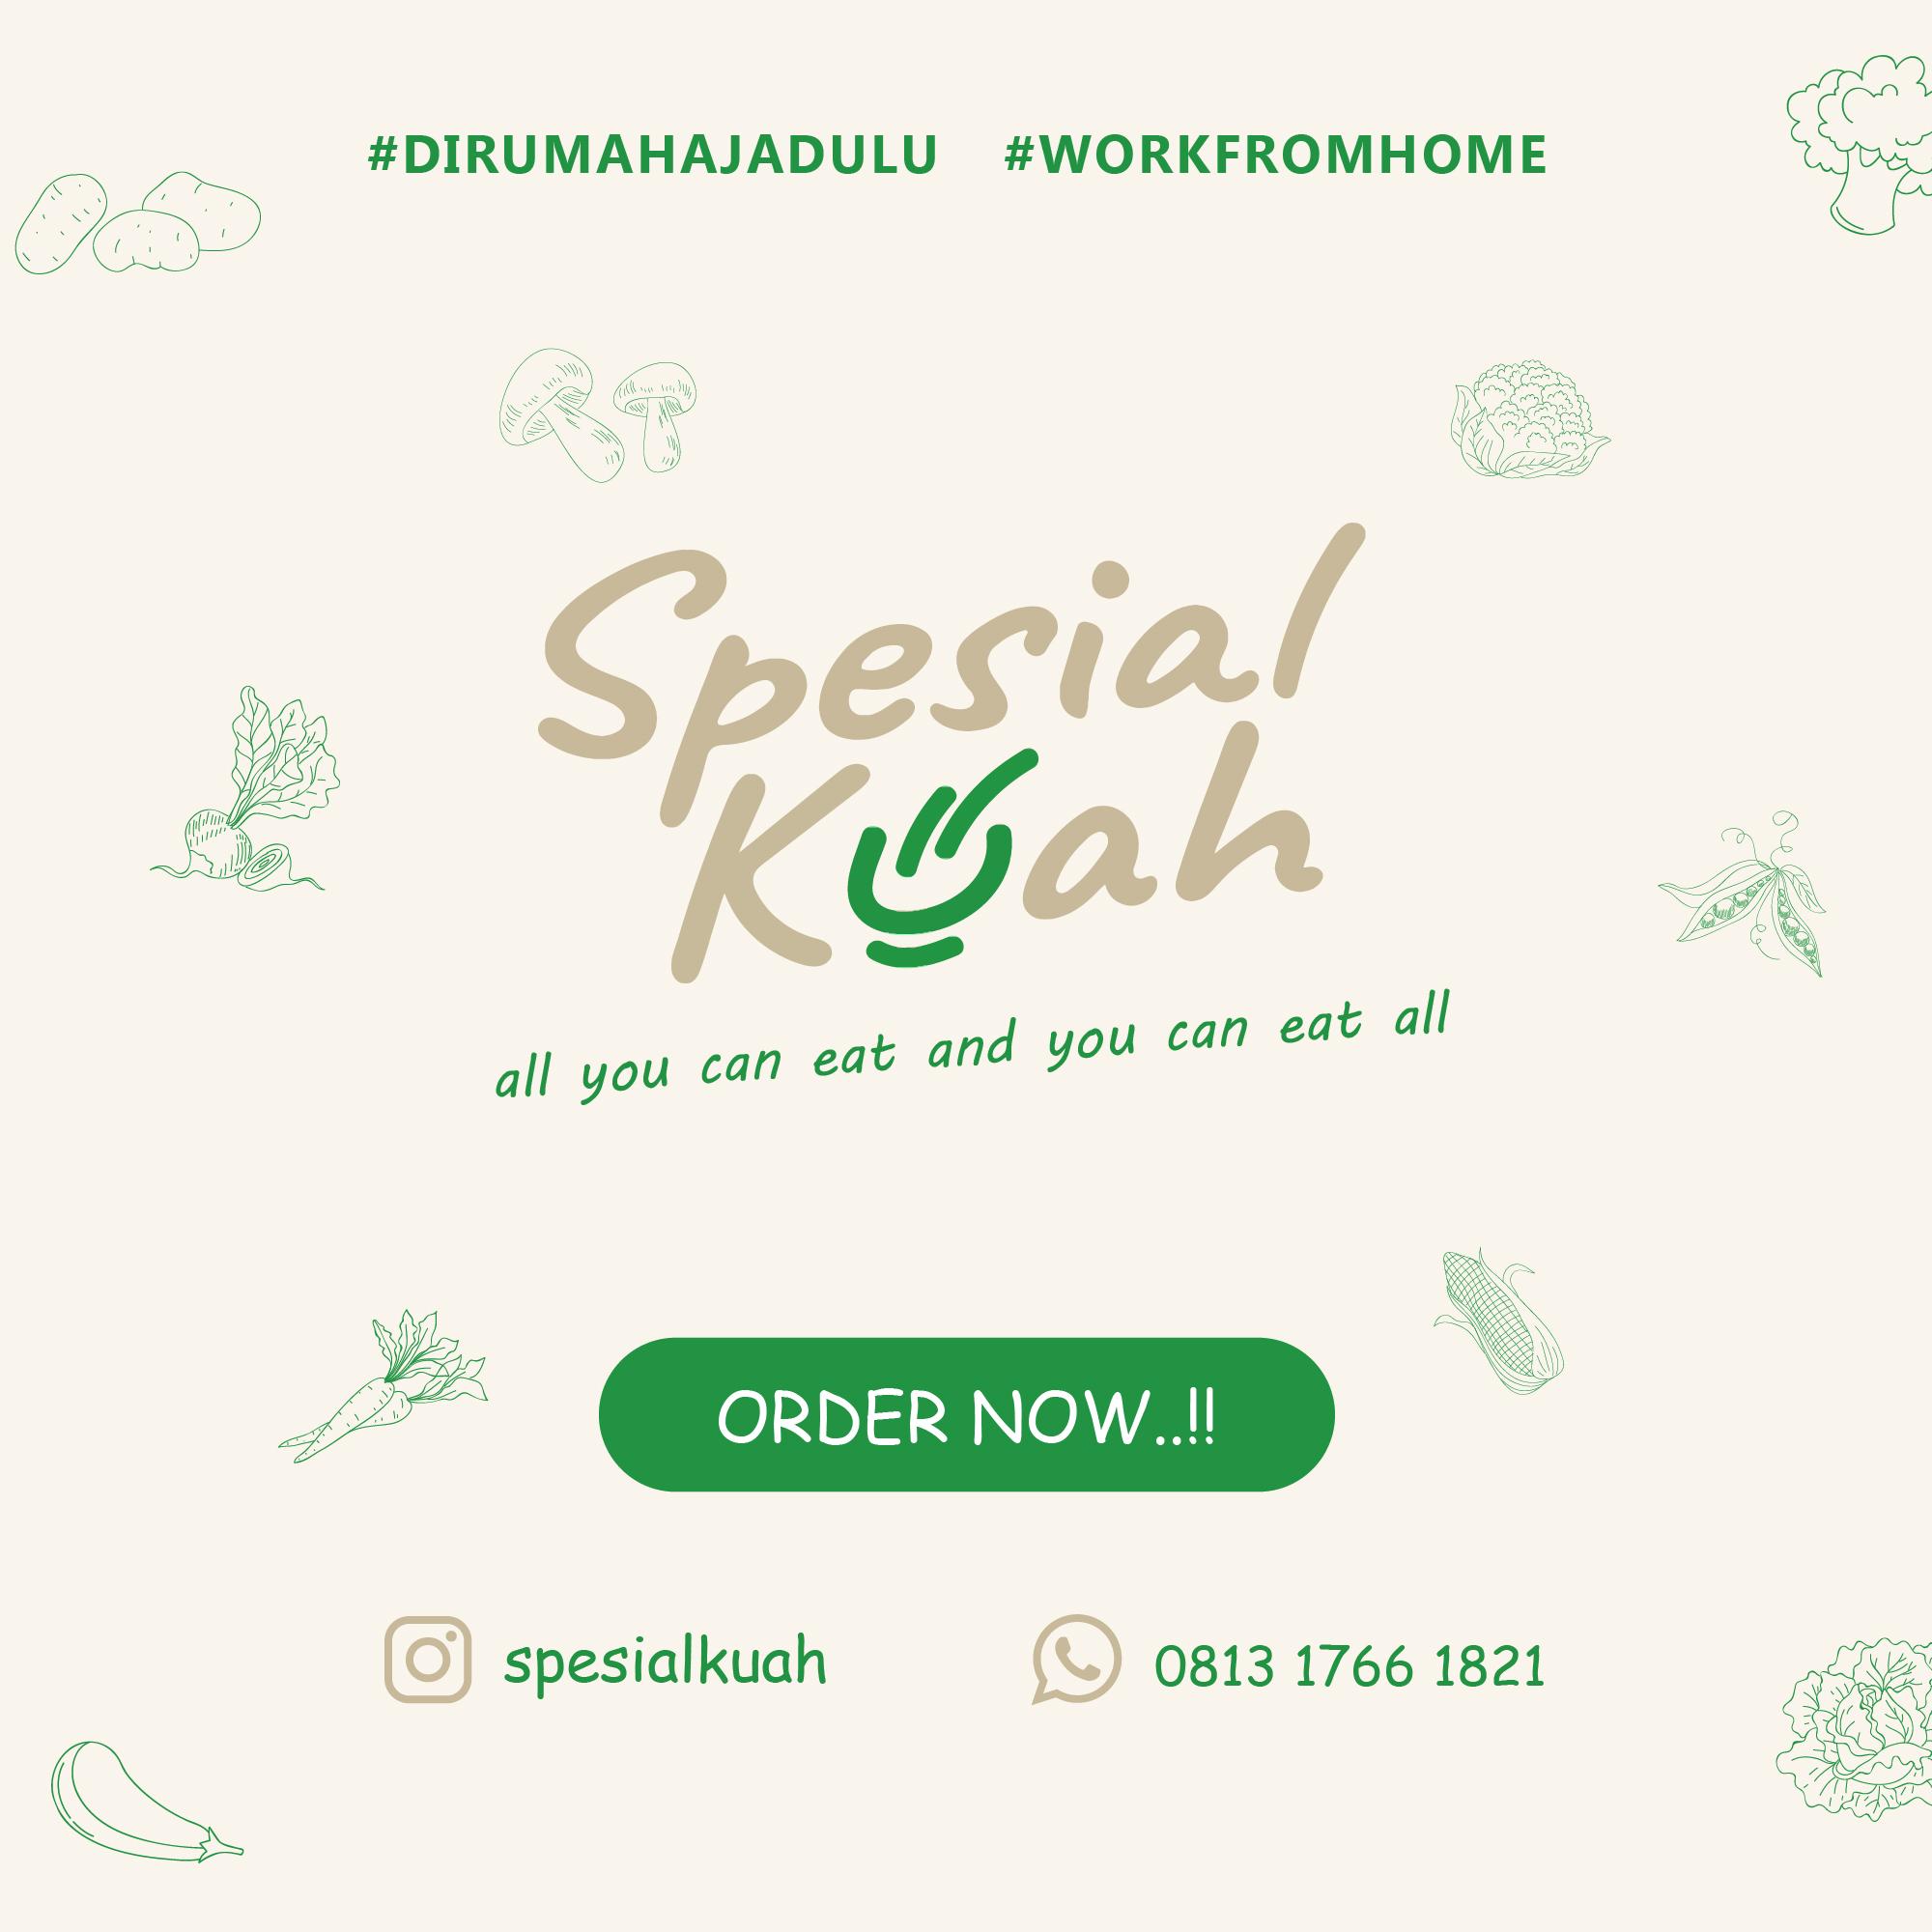 #DIRUMAHAJADULU #WORKFROMHOME
Spesial
Kuah
all you can eat and you can eat all
ORDER NOW..!!
spesialkuah
0813 1766 1821